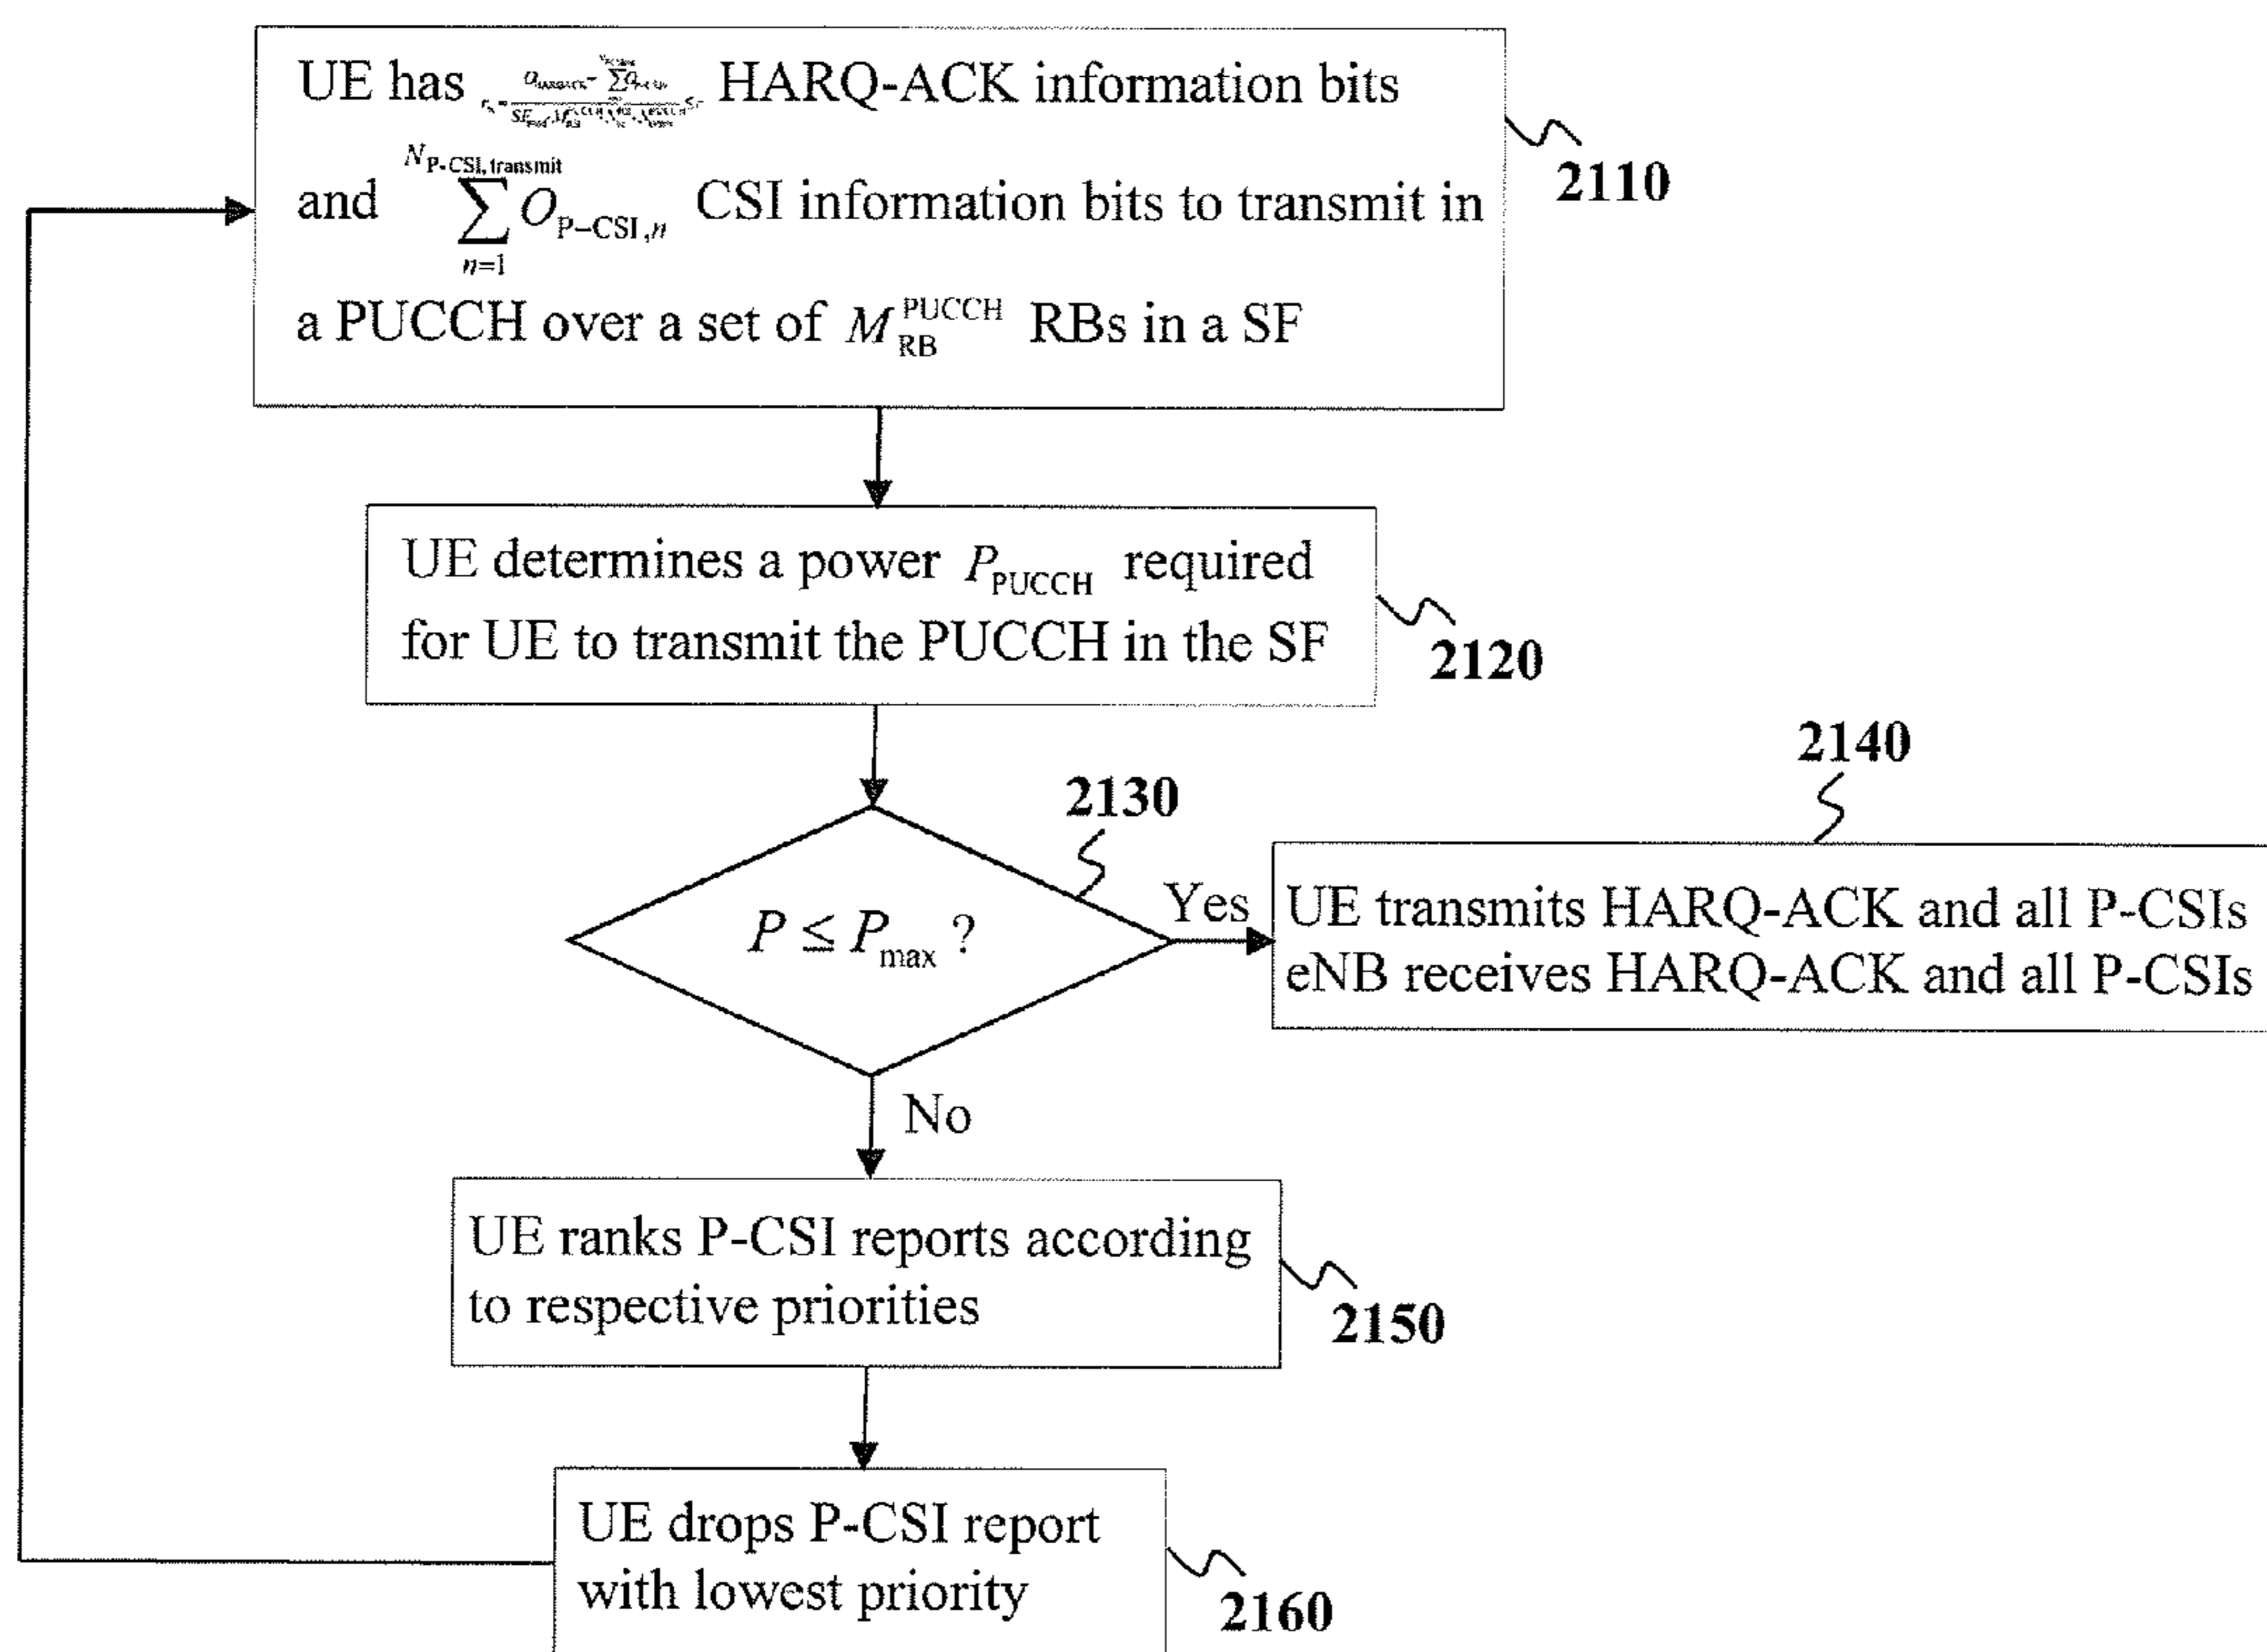 UE has HARQ-ACK information bits
2110
N_P-CSI,transmit
and ∑ O_P-CSI,n CSI information bits to transmit in
n=1
a PUCCH over a set of M_RB^PUCCH RBs in a SF
UE determines a power P_PUCCH required
for UE to transmit the PUCCH in the SF
2120
2130
P ≤ P_max ?
Yes
2140
UE transmits HARQ-ACK and all P-CSIs
eNB receives HARQ-ACK and all P-CSIs
No
UE ranks P-CSI reports according
to respective priorities
2150
UE drops P-CSI report
with lowest priority
2160